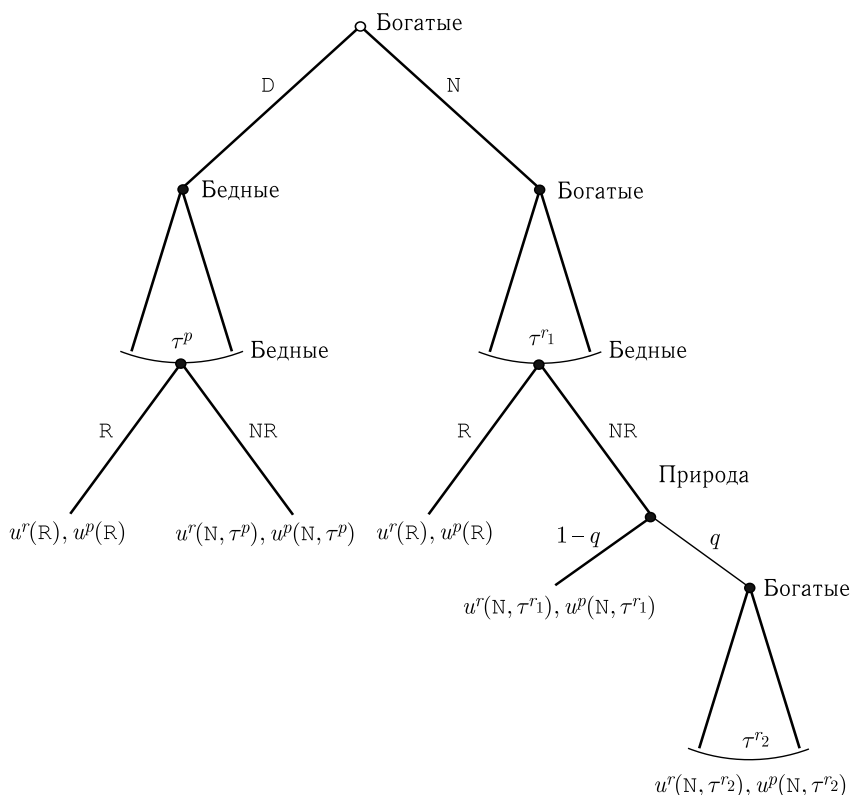 Богатые
D
N
Бедные
Богатые
τ^p
Бедные
τ^{r_1}
Бедные
R
NR
R
NR
Природа
u^r(R), u^p(R)
u^r(N, τ^p), u^p(N, τ^p)
u^r(R), u^p(R)
1 – q
q
Богатые
u^r(N, τ^{r_1}), u^p(N, τ^{r_1})
τ^{r_2}
u^r(N, τ^{r_2}), u^p(N, τ^{r_2})